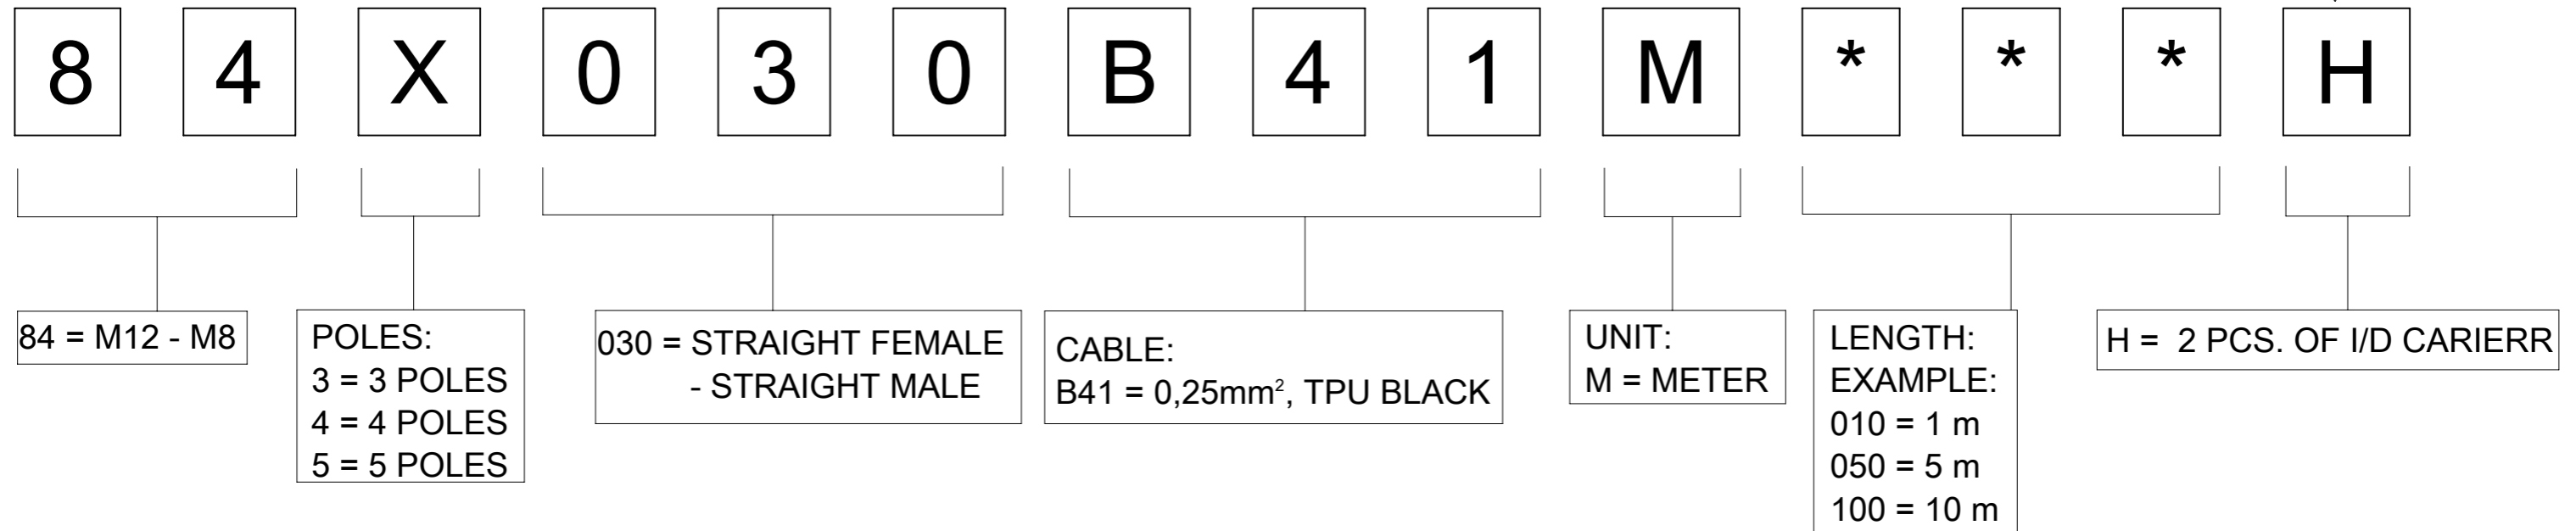 8 4 X 0 3 0 B 4 1 M * * * H
84 = M12 - M8
POLES:
3 = 3 POLES
4 = 4 POLES
5 = 5 POLES
030 = STRAIGHT FEMALE
- STRAIGHT MALE
CABLE:
B41 = 0,25mm², TPU BLACK
UNIT:
M = METER
LENGTH:
EXAMPLE:
010 = 1 m
050 = 5 m
100 = 10 m
H = 2 PCS. OF I/D CARIERR